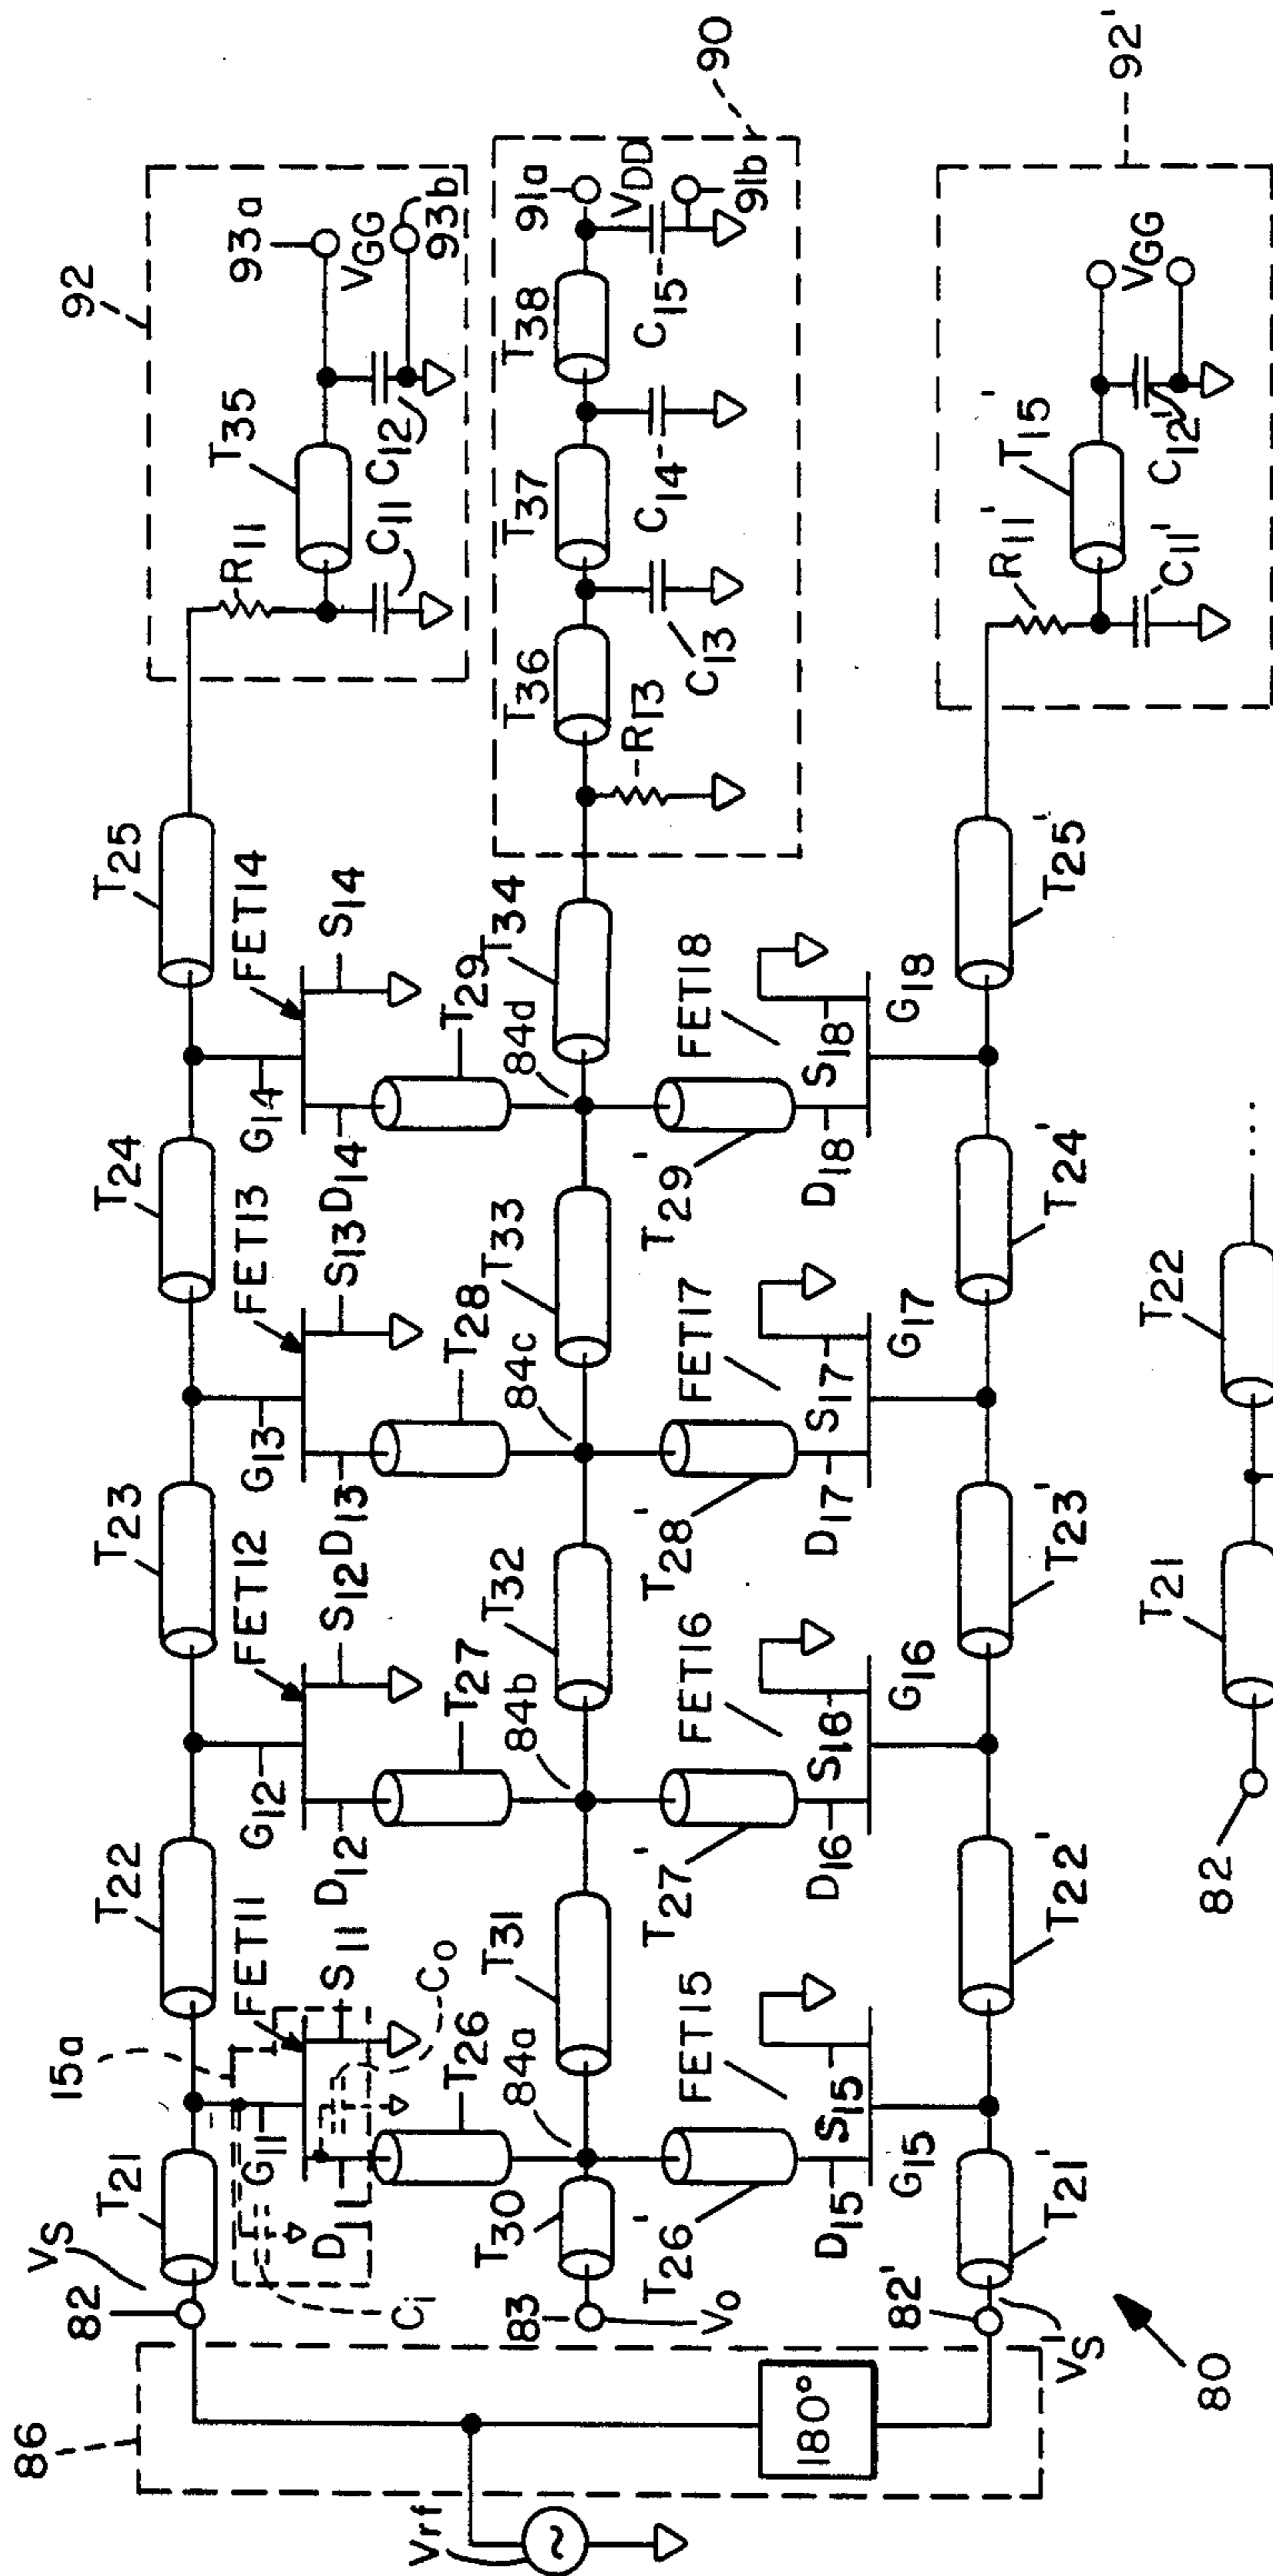 92
93a
VGG
93b
T35
R11
C11
C12
90
91a
VDD
91b
T38
T37
T36
C15
C14
C13
R13
92'
VGG
T15'
R11'
C11'
C12'
T25
T24
T23
T22
T21
FET14
FET13
FET12
FET11
S14
S13
S12
S11
G14
G13
G12
G11
D14
D13
D12
D11
15a
Ci
Co
T29
T28
T27
T26
84d
84c
84b
84a
T34
T33
T32
T31
T30
T29'
T28'
T27'
T26'
FET18
FET17
FET16
FET15
S18
S17
S16
S15
D18
D17
D16
D15
G18
G17
G16
G15
T25'
T24'
T23'
T22'
T21'
VS
82
83
Vo
82'
VS'
86
180°
Vrf
~
80
82
T21
T22
...